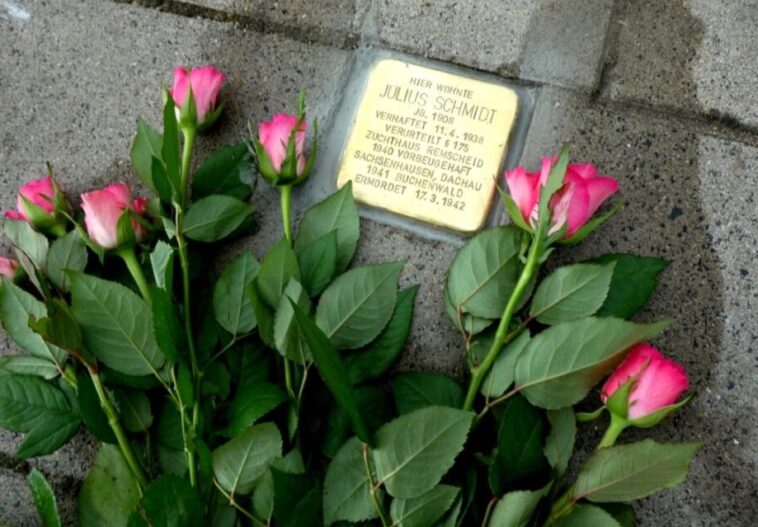 HIER WOHNTE
JULIUS SCHMIDT
JG. 1908
VERHAFTET 11.4.1938
VERURTEILT § 175
ZUCHTHAUS REMSCHEID
1940 VORBEUGEHAFT
SACHSENHAUSEN, DACHAU
1941 BUCHENWALD
ERMORDET 17.3.1942